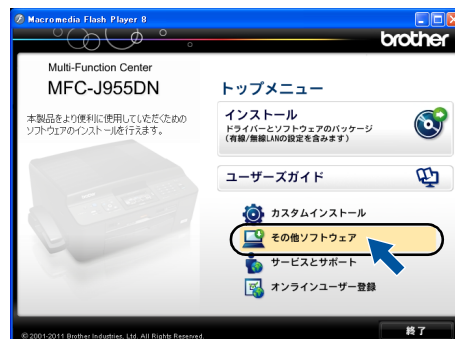 Macromedia Flash Player 8
brother
Multi-Function Center
MFC-J955DN
本製品をより便利に使用していただくための
ソフトウェアのインストールを行えます。
トップメニュー
インストール
ドライバーとソフトウェアのパッケージ
(有線/無線LANの設定を含みます)
ユーザーズガイド
カスタムインストール
その他ソフトウェア
サービスとサポート
オンラインユーザー登録
© 2001-2011 Brother Industries, Ltd. All Rights Reserved.
終了